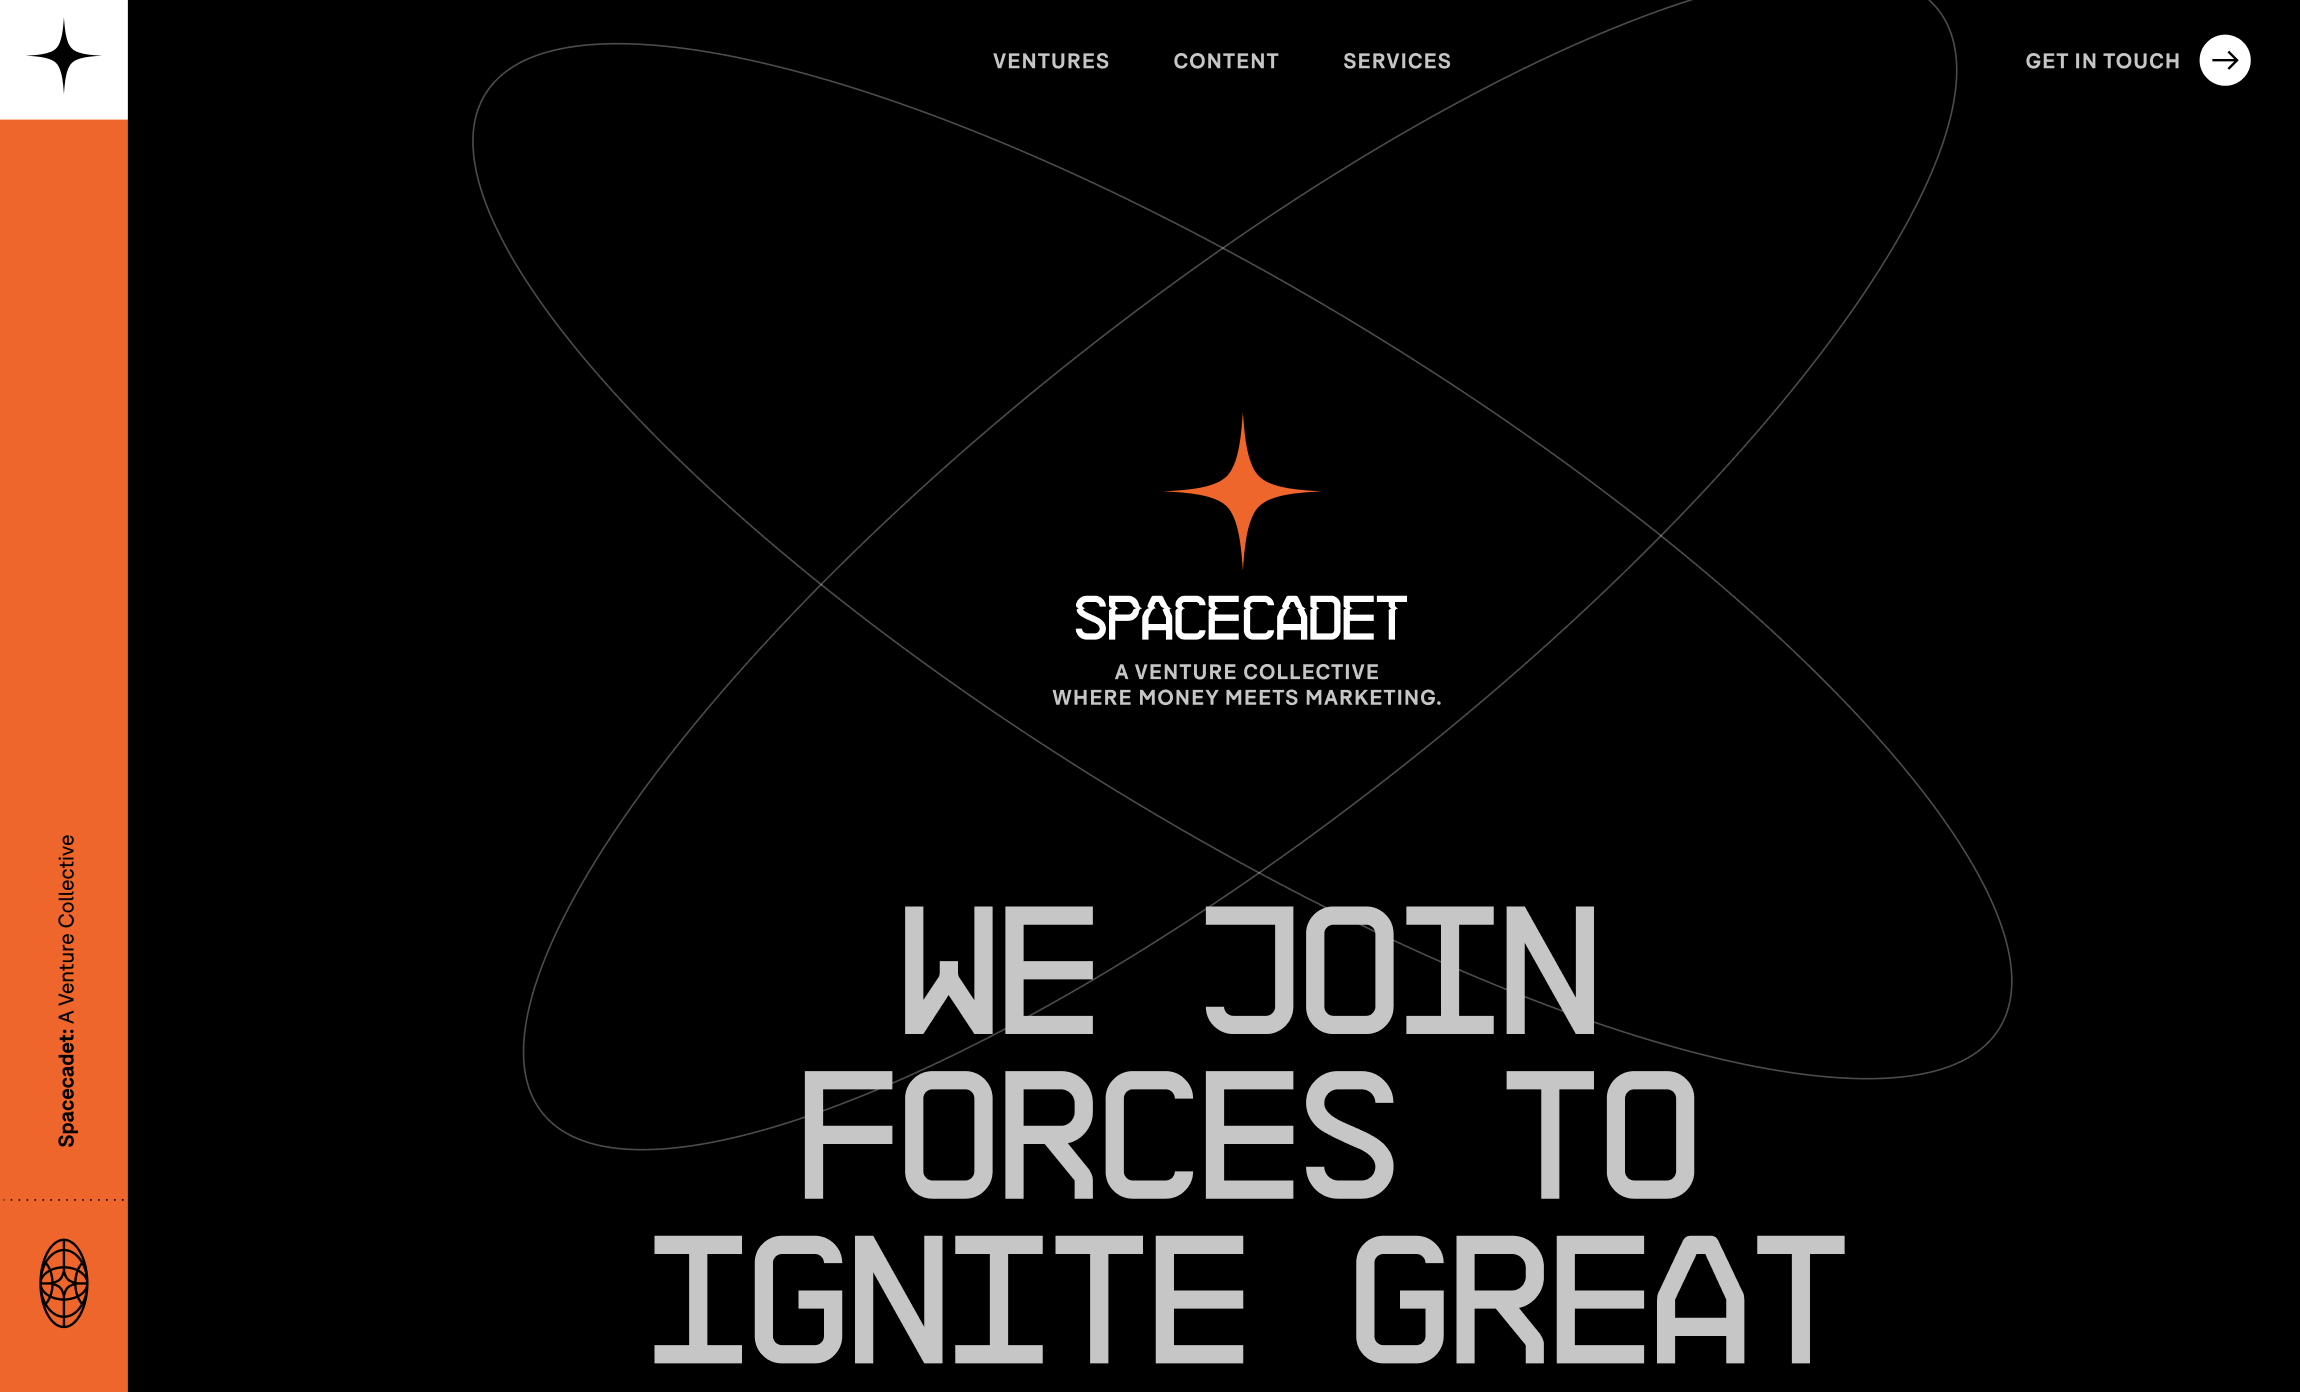 VENTURES CONTENT SERVICES GET IN TOUCH
SPACECADET
A VENTURE COLLECTIVE
WHERE MONEY MEETS MARKETING.
WE JOIN
FORCES TO
IGNITE GREAT
Spacecadet: A Venture Collective